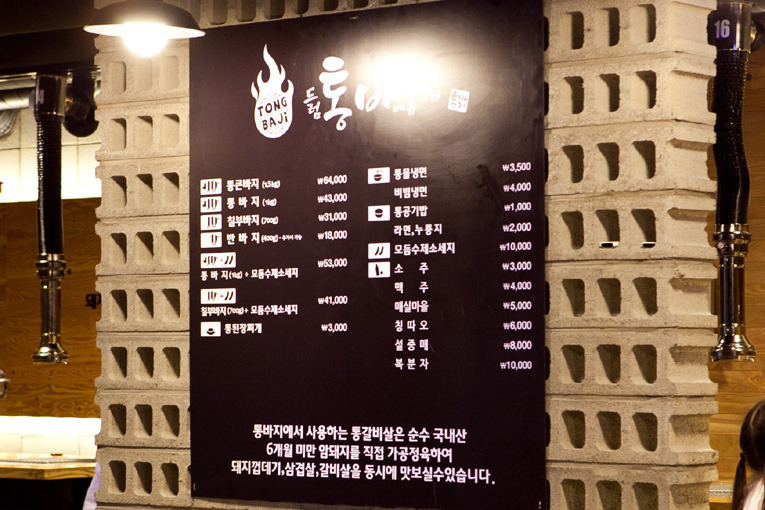 TONG
BAJi
드럼 통
통큰바지 (1.5kg) ₩64,000
통 바 지 (1kg) ₩43,000
칠부바지 (700g) ₩31,000
반 바 지 (400g) - 추가시 가능 ₩18,000
통 바 지 (1kg) + 모듬수제소세지 ₩53,000
칠부바지 (700g) + 모듬수제소세지 ₩41,000
통된장찌개 ₩3,000
통물냉면 ₩3,500
비빔냉면 ₩4,000
통공기밥 ₩1,000
라면,누룽지 ₩2,000
모듬수제소세지 ₩10,000
소 주 ₩3,000
맥 주 ₩4,000
매실마을 ₩5,000
칭 따 오 ₩6,000
설 중 매 ₩8,000
복 분 자 ₩10,000
통바지에서 사용하는 통갈비살은 순수 국내산
6개월 미만 암돼지를 직접 가공정육하여
돼지껍데기,삼겹살,갈비살을 동시에 맛보실수있습니다.
16